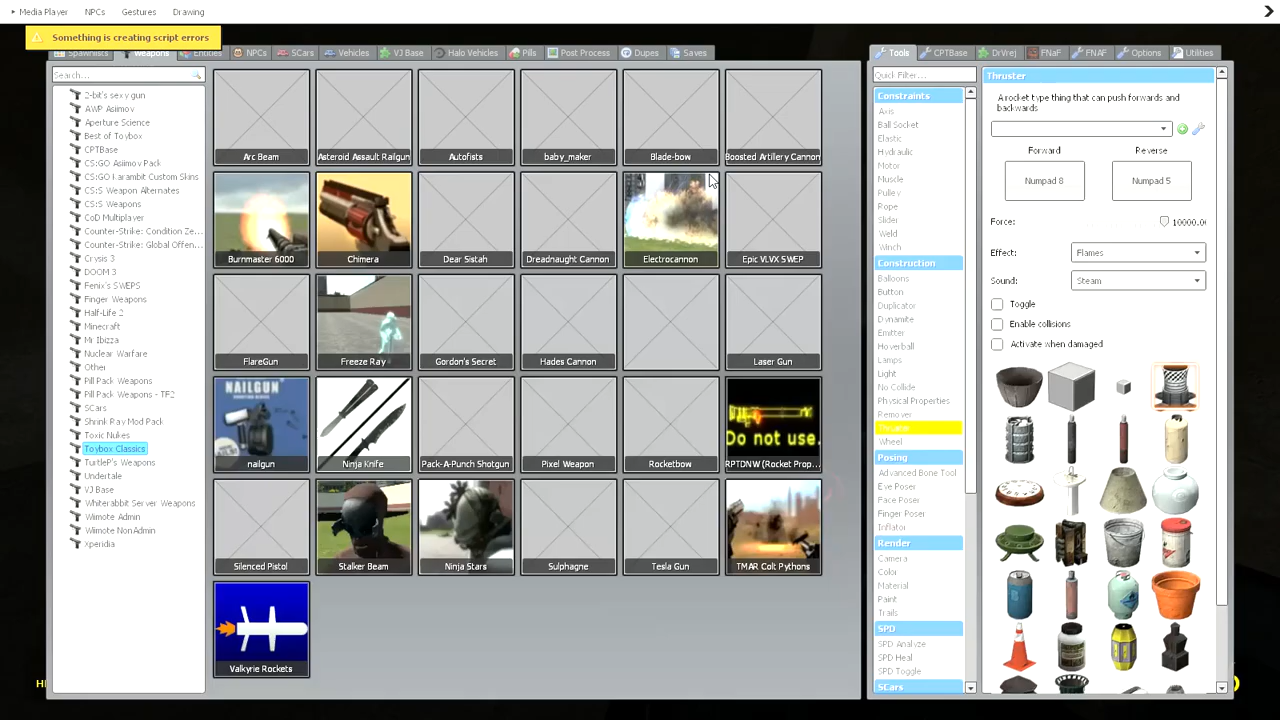 Media Player NPCs Gestures Drawing
Something is creating script errors
Spawnlists Weapons Entities NPCs SCars Vehicles VJ Base Halo Vehicles Pills Post Process Dupes Saves
Search...
2-bit's sexy gun
AWP Asimov
Aperture Science
Best of Toybox
CPTBase
CS:GO Asiimov Pack
CS:GO Karambit Custom Skins
CS:S Weapon Alternates
CS:S Weapons
CoD Multiplayer
Counter-Strike: Condition Ze...
Counter-Strike: Global Offen...
Crysis 3
DOOM 3
Fenix's SWEPS
Finger Weapons
Half-Life 2
Minecraft
Mr Ibizza
Nuclear Warfare
Other
Pill Pack Weapons
Pill Pack Weapons - TF2
SCars
Shrink Ray Mod Pack
Toxic Nukes
Toybox Classics
TurtleP's Weapons
Undertale
VJ Base
Whiterabbit Server Weapons
Wiimote Admin
Wiimote NonAdmin
Xperidia
Arc Beam Asteroid Assault Railgun Autofists baby_maker Blade-bow Boosted Artillery Cannon
Burnmaster 6000 Chimera Dear Sistah Dreadnaught Cannon Electrocannon Epic VLVX SWEP
FlareGun Freeze Ray Gordon's Secret Hades Cannon Laser Gun
NAILGUN
Do not use.
nailgun Ninja Knife Pack-A-Punch Shotgun Pixel Weapon Rocketbow RPTDNW (Rocket Prop...
Silenced Pistol Stalker Beam Ninja Stars Sulphagne Tesla Gun TMAR Colt Pythons
Valkyrie Rockets
Tools CPTBase DrVrej FNaF FNAF Options Utilities
Quick Filter...
Constraints
Axis
Ball Socket
Elastic
Hydraulic
Motor
Muscle
Pulley
Rope
Slider
Weld
Winch
Construction
Balloons
Button
Duplicator
Dynamite
Emitter
Hoverball
Lamps
Light
No Collide
Physical Properties
Remover
Thruster
Wheel
Posing
Advanced Bone Tool
Eye Poser
Face Poser
Finger Poser
Inflator
Render
Camera
Color
Material
Paint
Trails
SPD
SPD Analyze
SPD Heal
SPD Toggle
SCars
Thruster
A rocket type thing that can push forwards and
backwards
Forward Reverse
Numpad 8 Numpad 5
Force: 10000.0
Effect: Flames
Sound: Steam
Toggle
Enable collisions
Activate when damaged